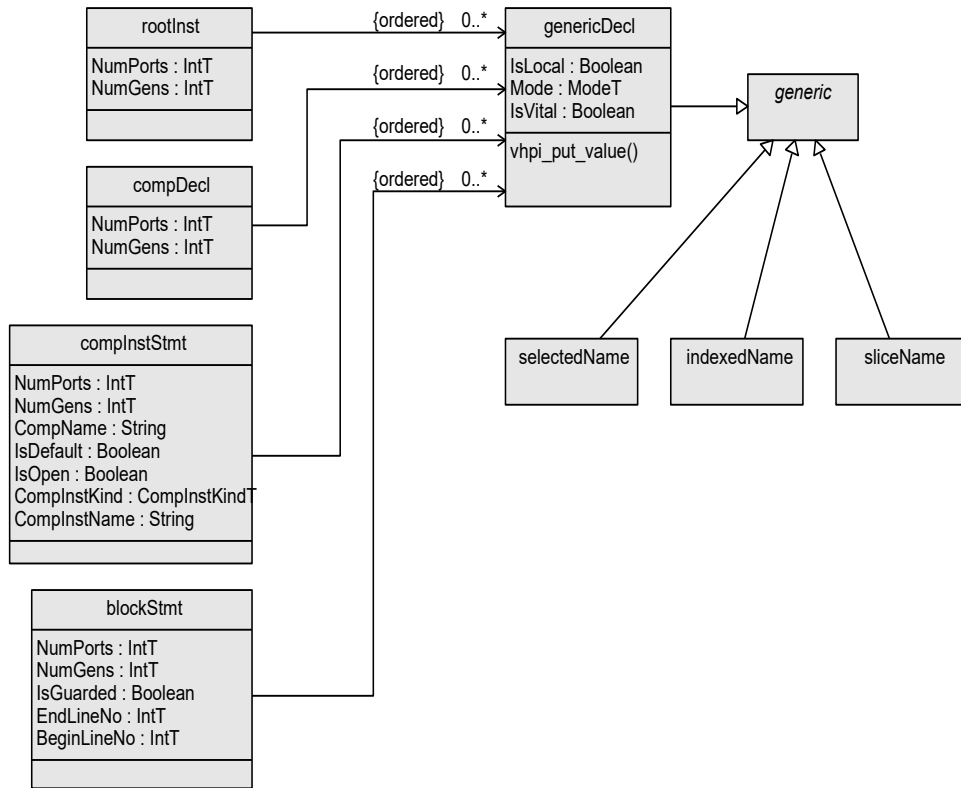 rootInst
NumPorts : IntT
NumGens : IntT
{ordered} 0..*
{ordered} 0..*
{ordered} 0..*
{ordered} 0..*
genericDecl
IsLocal : Boolean
Mode : ModeT
IsVital : Boolean
vhpi_put_value()
generic
compDecl
NumPorts : IntT
NumGens : IntT
compInstStmt
NumPorts : IntT
NumGens : IntT
CompName : String
IsDefault : Boolean
IsOpen : Boolean
CompInstKind : CompInstKindT
CompInstName : String
selectedName
indexedName
sliceName
blockStmt
NumPorts : IntT
NumGens : IntT
IsGuarded : Boolean
EndLineNo : IntT
BeginLineNo : IntT